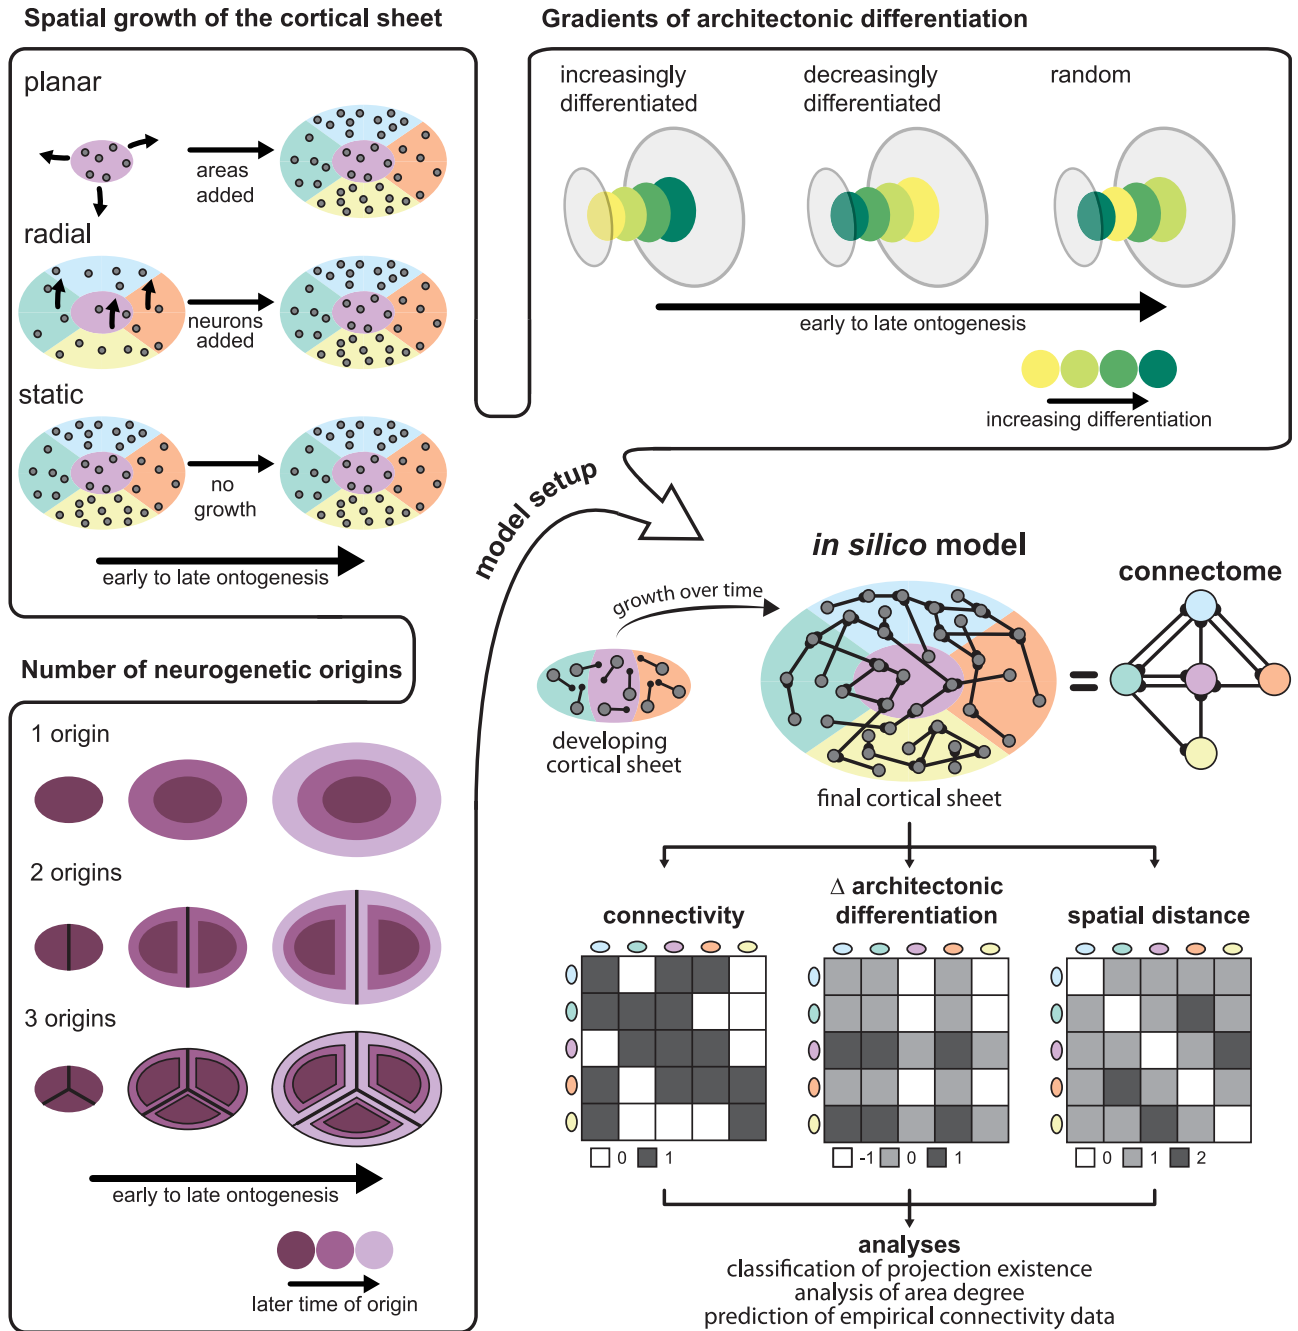 Spatial growth of the cortical sheet
planar
areas
added
radial
neurons
added
static
no
growth
early to late ontogenesis
Gradients of architectonic differentiation
increasingly
differentiated
decreasingly
differentiated
random
early to late ontogenesis
increasing differentiation
Number of neurogenetic origins
1 origin
2 origins
3 origins
early to late ontogenesis
later time of origin
model setup
in silico model
growth over time
developing
cortical sheet
final cortical sheet
connectome
=
connectivity
0 1
Δ architectonic
differentiation
-1 0 1
spatial distance
0 1 2
analyses
classification of projection existence
analysis of area degree
prediction of empirical connectivity data